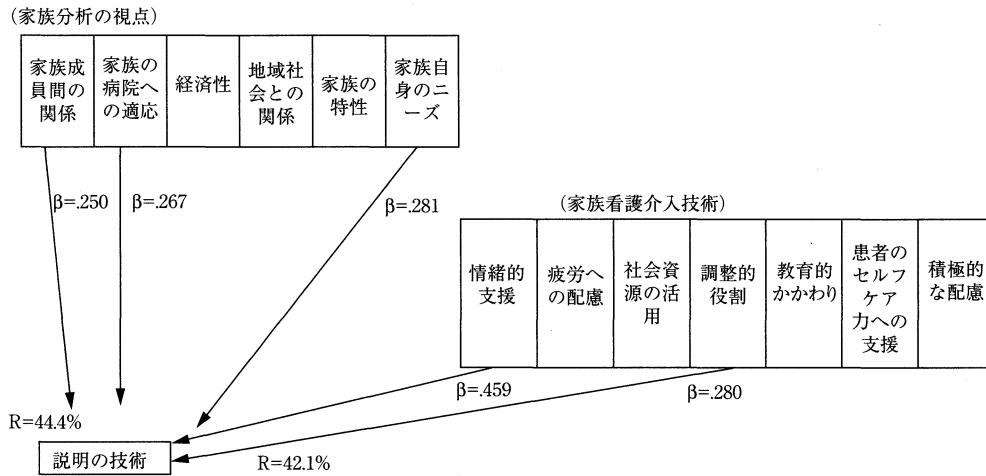 (家族分析の視点)
家族成
員間の
関係
家族の
病院へ
の適応
経済性
地域社
会との
関係
家族の
特性
家族自
身のニ
ーズ
β=.250
β=.267
β=.281
(家族看護介入技術)
情緒的
支援
疲労へ
の配慮
社会資
源の活
用
調整的
役割
教育的
かかわり
患者の
セルフ
ケア
力への
支援
積極的
な配慮
β=.459
β=.280
R=44.4%
説明の技術
R=42.1%